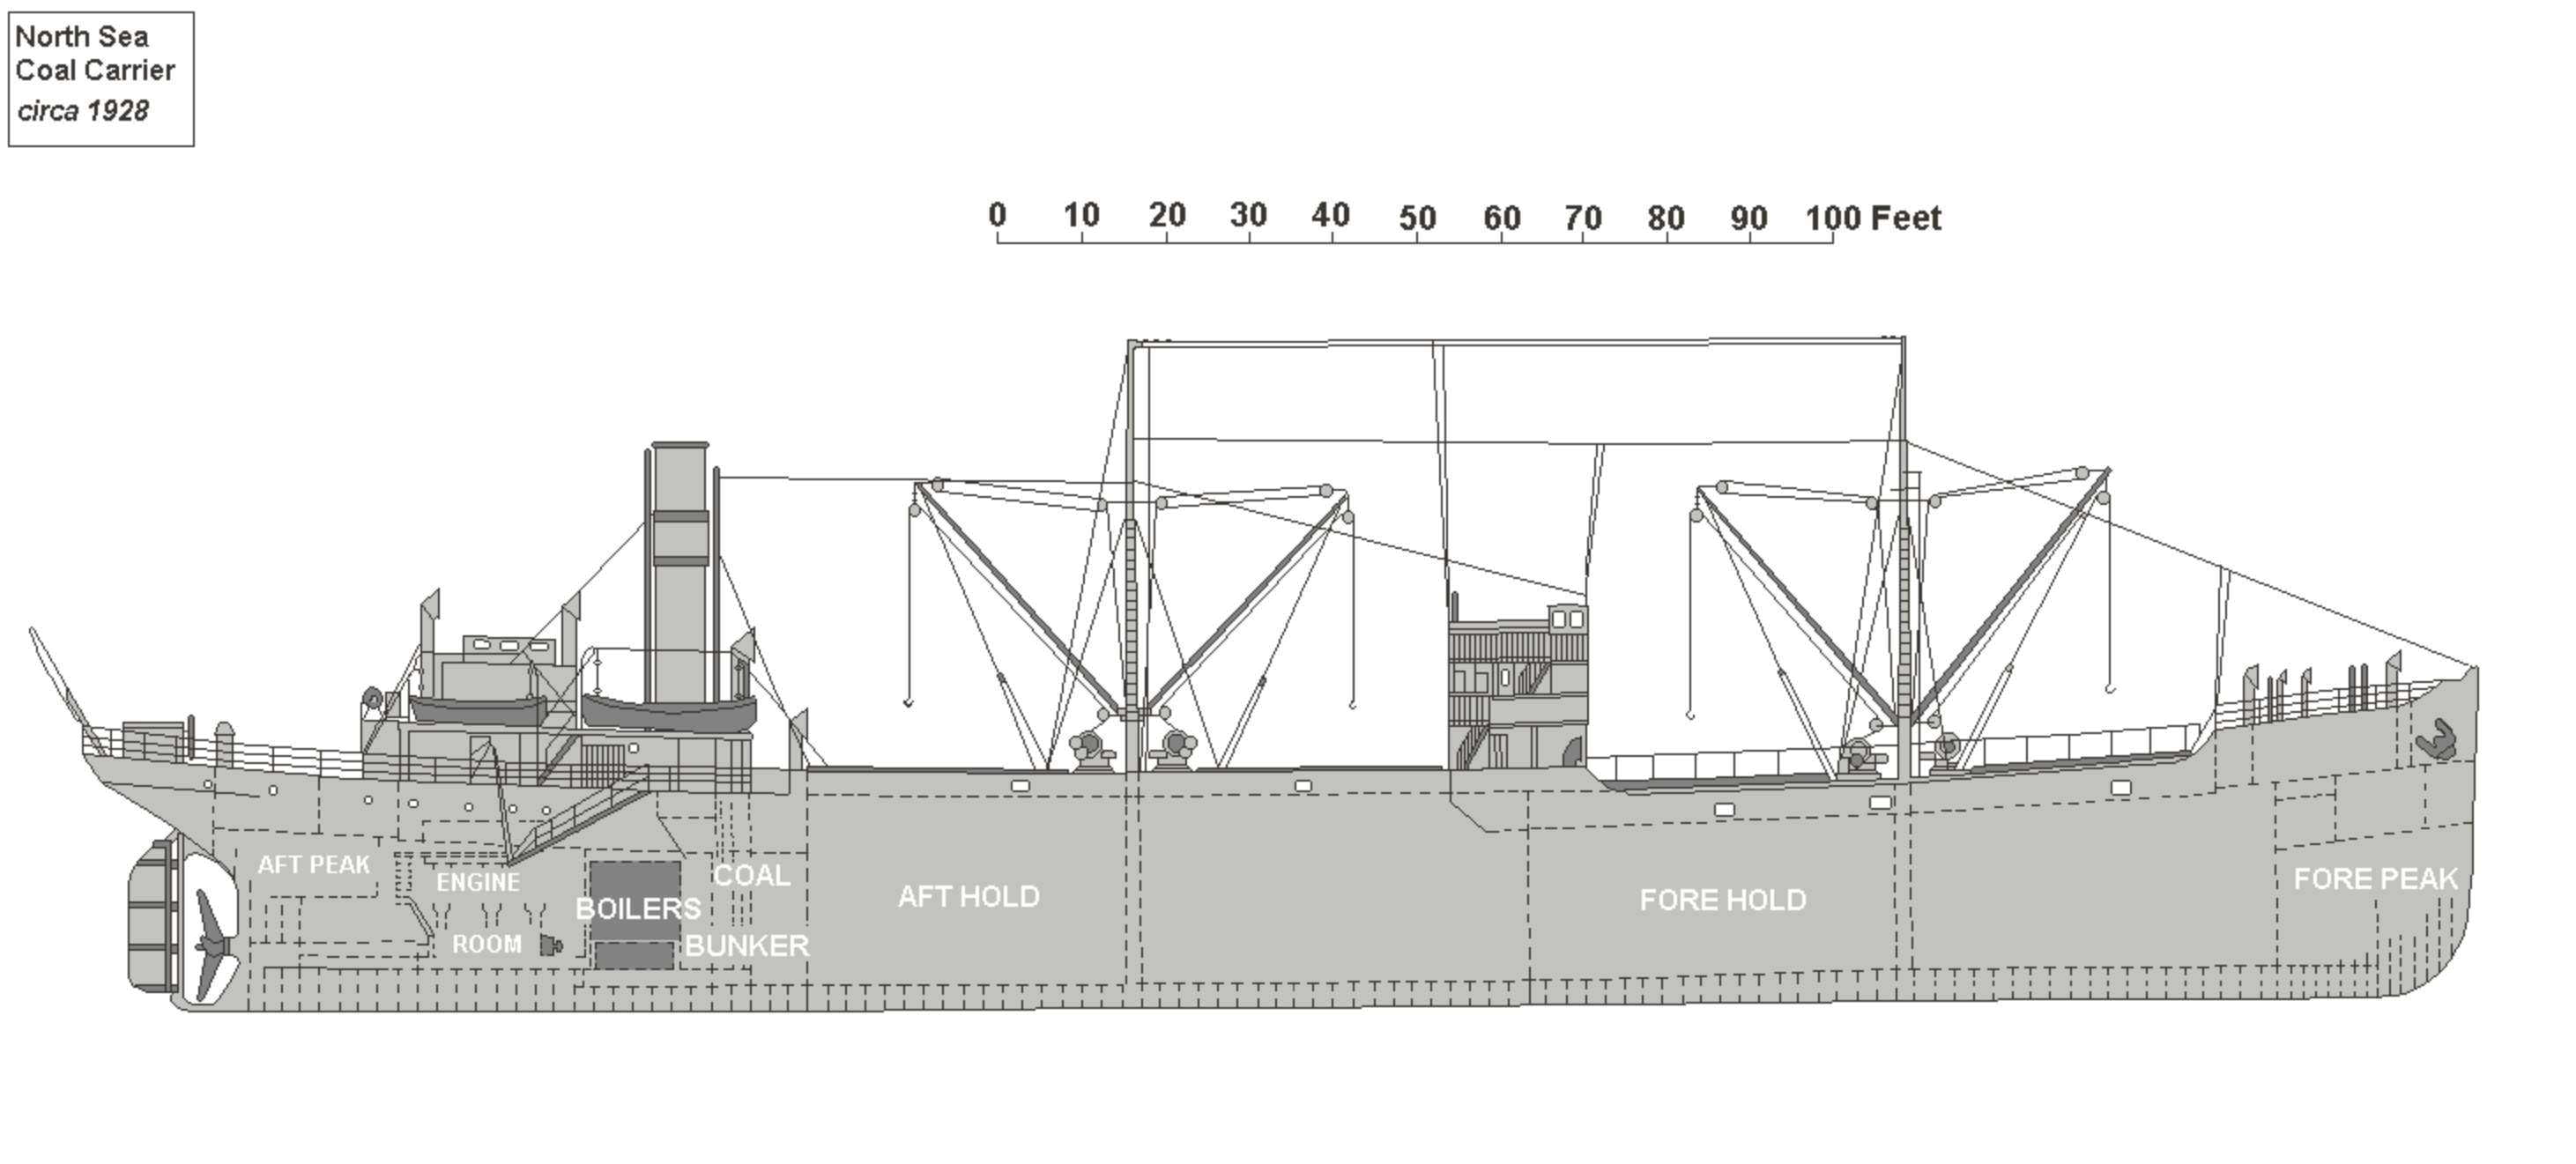 North Sea
Coal Carrier
circa 1928
0 10 20 30 40 50 60 70 80 90 100 Feet
AFT PEAK
ENGINE
ROOM
BOILERS
COAL
BUNKER
AFT HOLD
FORE HOLD
FORE PEAK